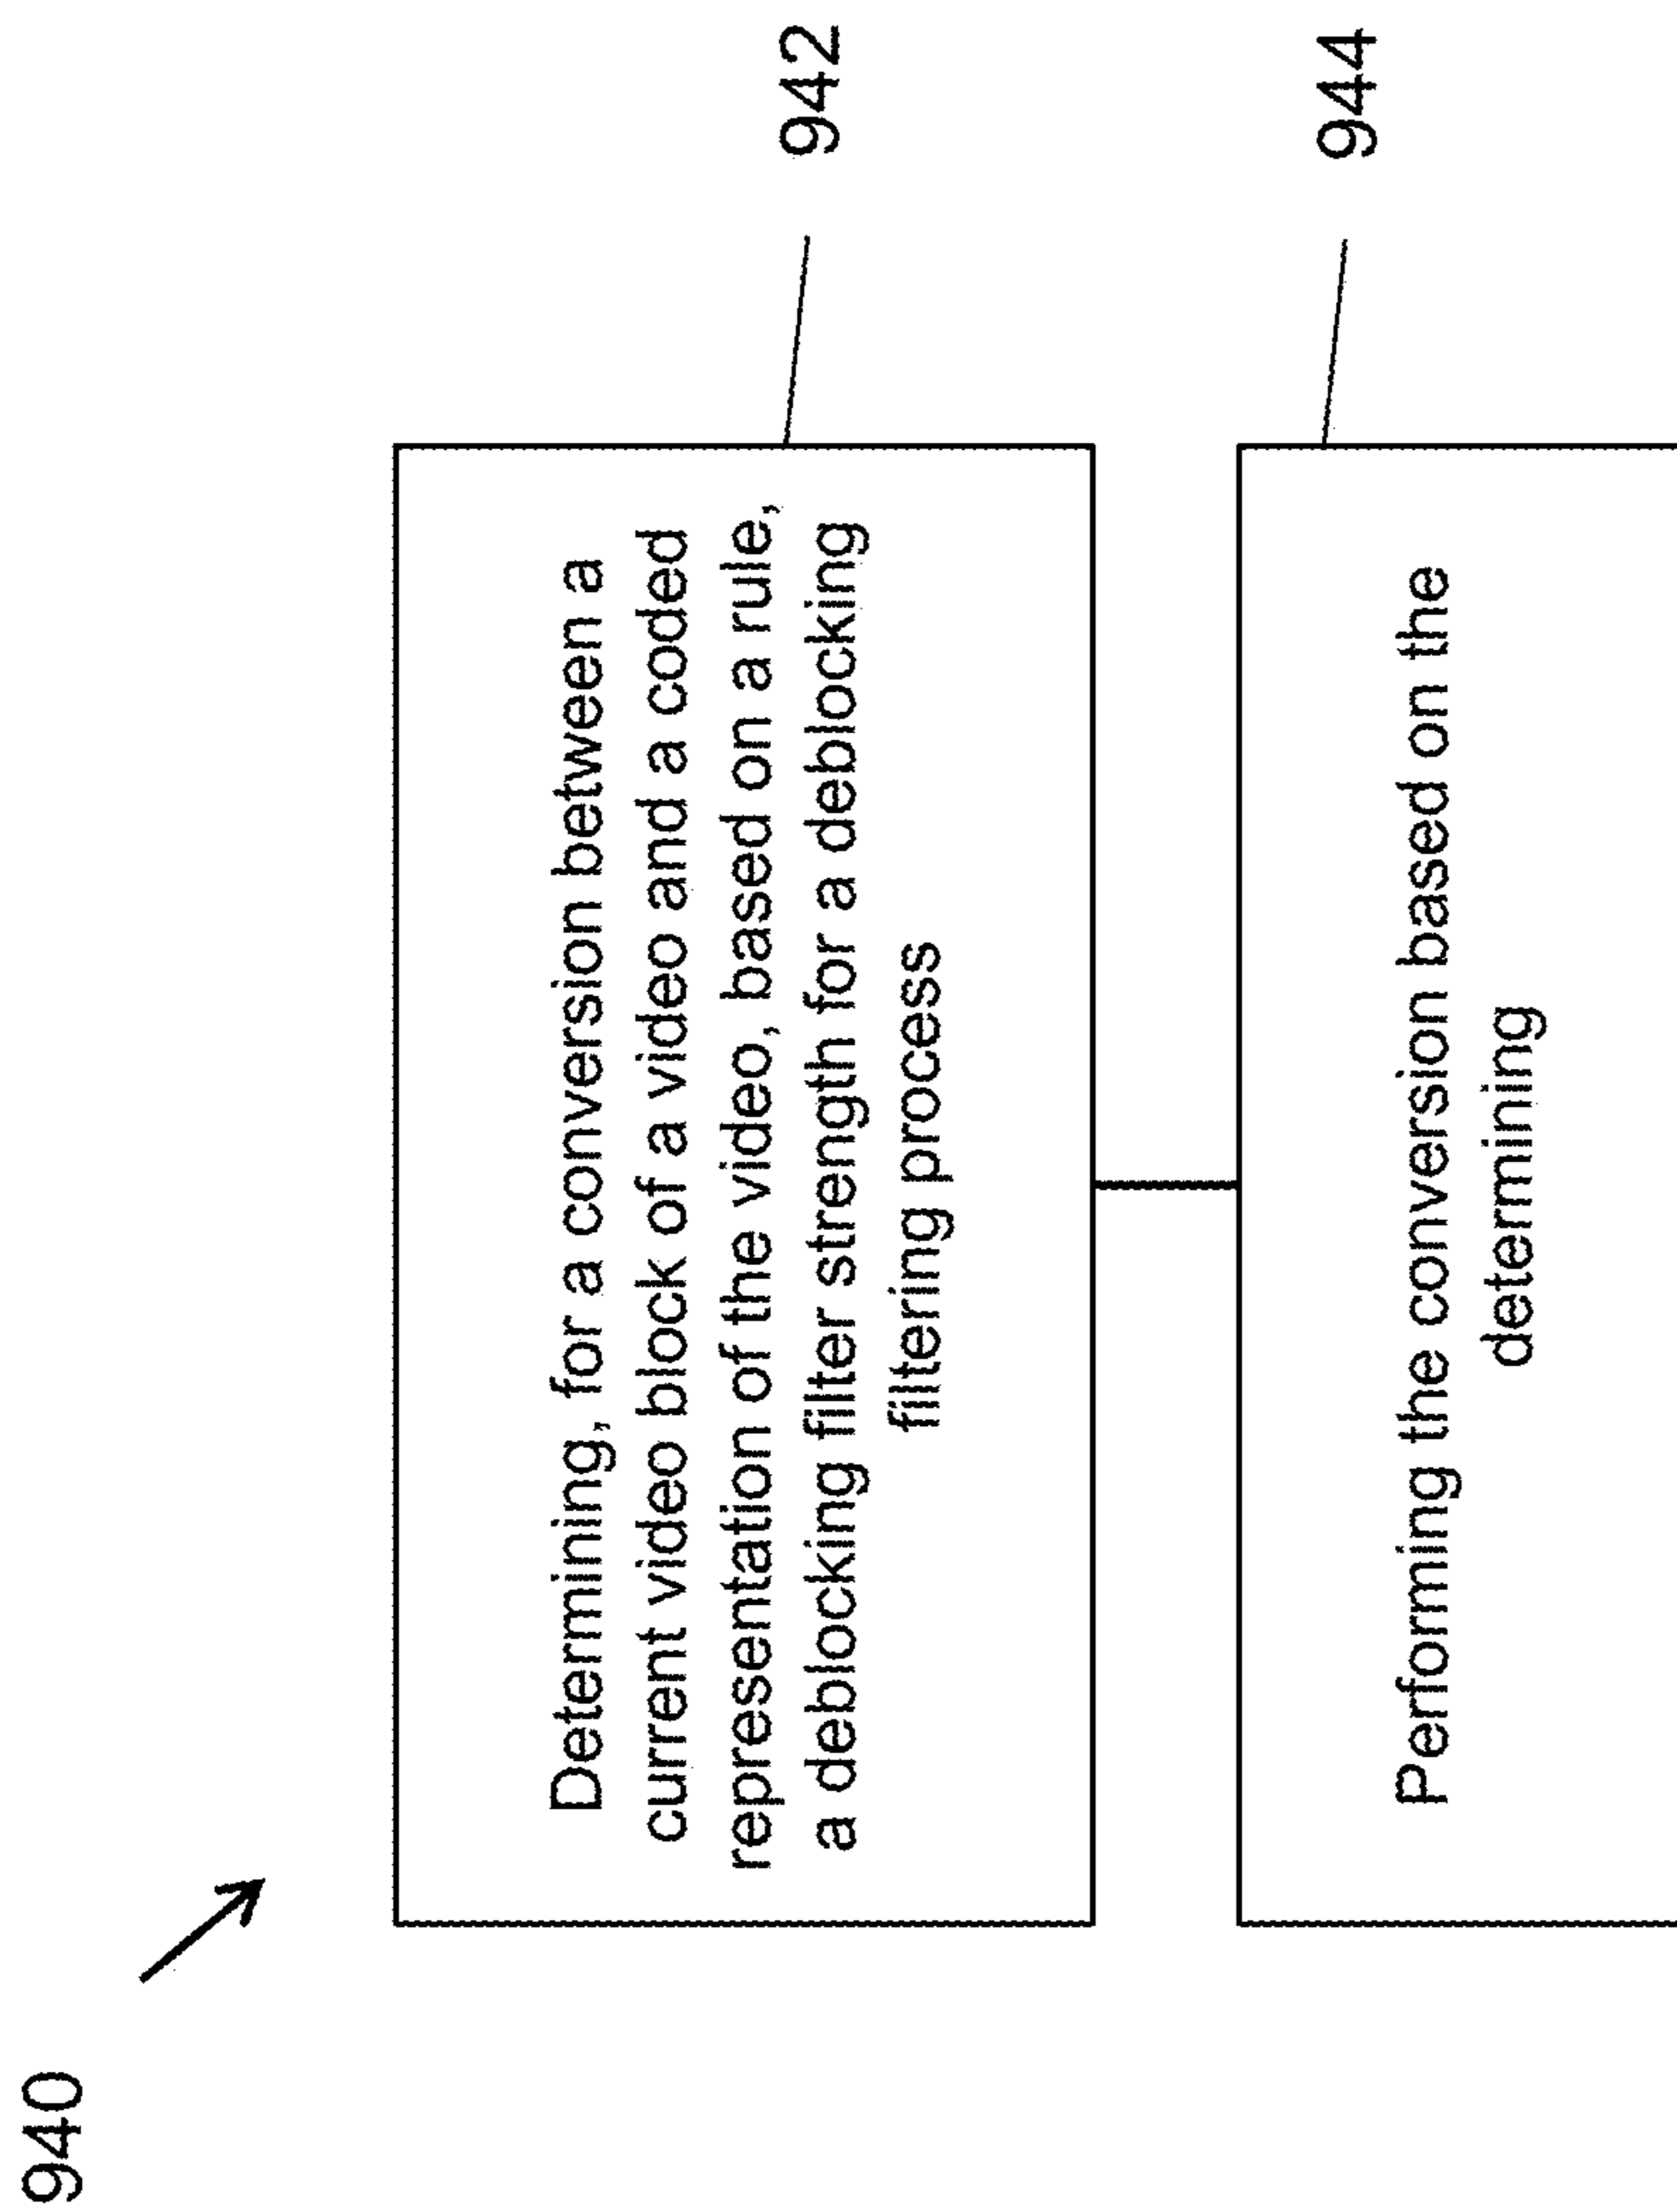 940
Determining, for a conversion between a
current video block of a video and a coded
representation of the video, based on a rule,
a deblocking filter strength for a deblocking
filtering process
942
Performing the conversion based on the
determining
944